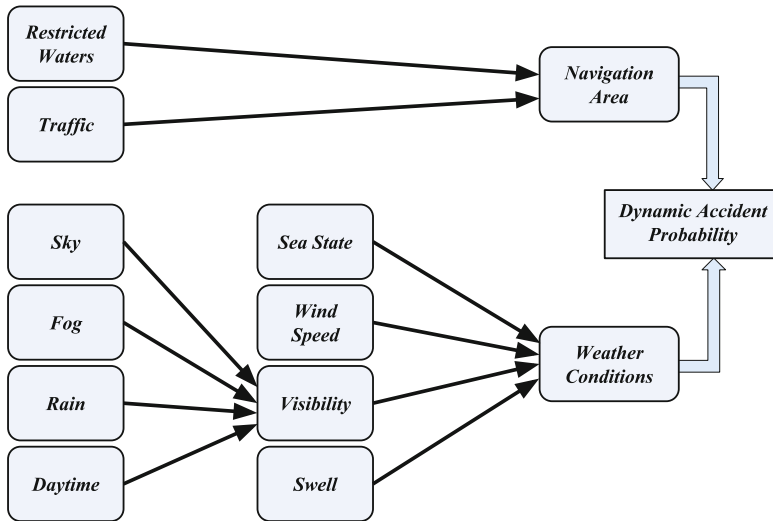 Restricted
Waters
Traffic
Navigation
Area
Dynamic Accident
Probability
Sky
Fog
Rain
Daytime
Sea State
Wind
Speed
Visibility
Swell
Weather
Conditions